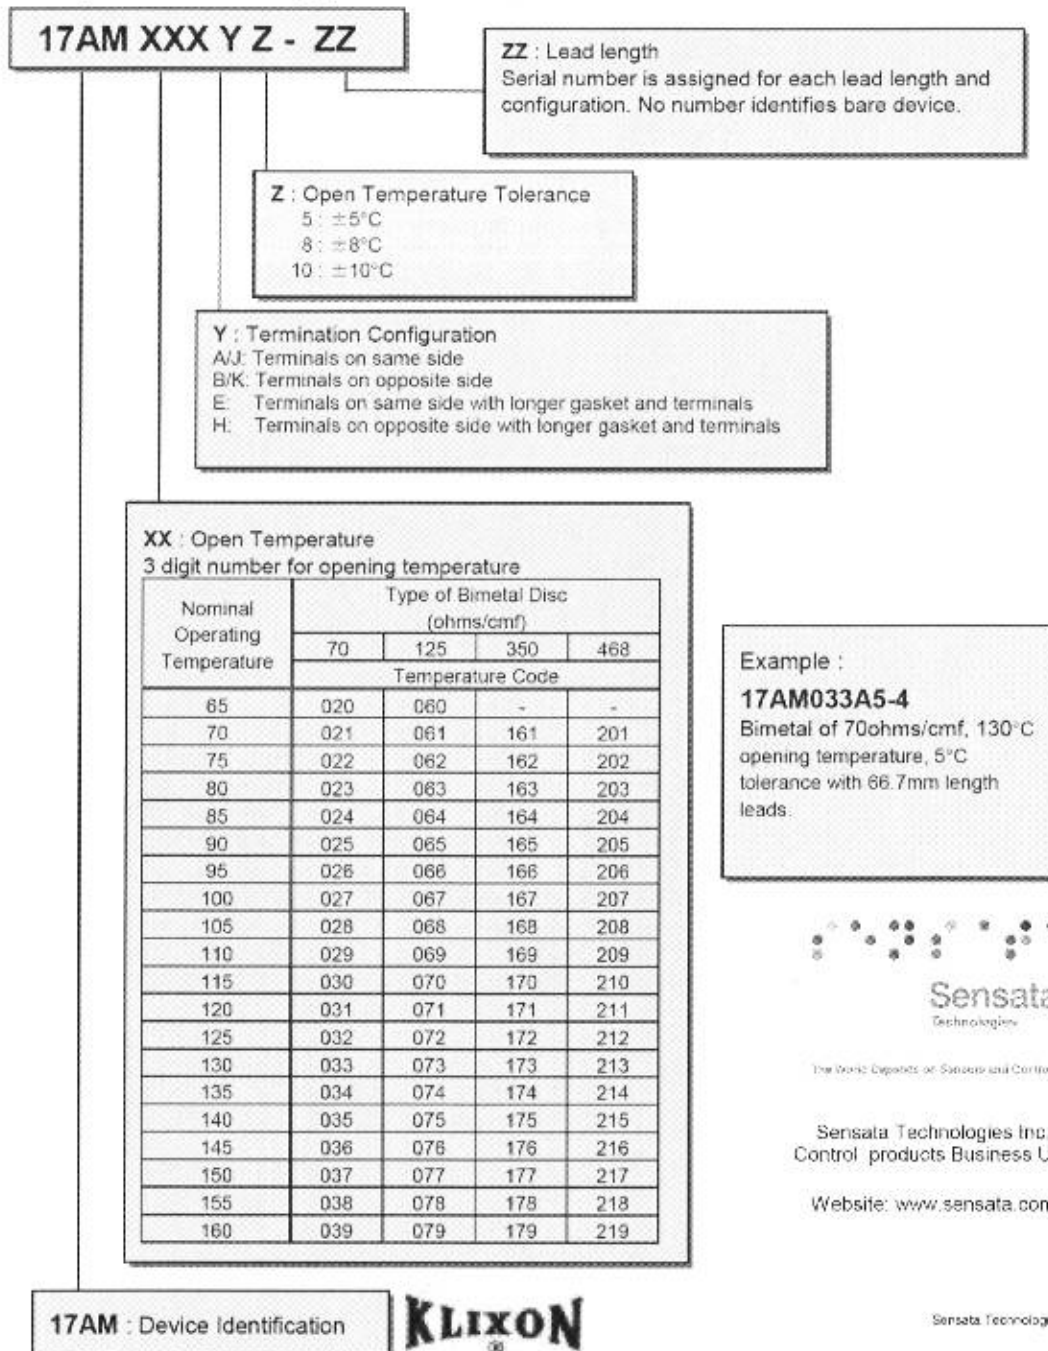 17AM XXX Y Z - ZZ
ZZ : Lead length
Serial number is assigned for each lead length and
configuration. No number identifies bare device.
Z : Open Temperature Tolerance
5 : ±5°C
8 : ±8°C
10 : ±10°C
Y : Termination Configuration
A/J: Terminals on same side
B/K: Terminals on opposite side
E: Terminals on same side with longer gasket and terminals
H: Terminals on opposite side with longer gasket and terminals
XX : Open Temperature
3 digit number for opening temperature
Nominal Operating Temperature
Type of Bimetal Disc
(ohms/cmf)
70 125 350 468
Temperature Code
65 020 060 - -
70 021 061 161 201
75 022 062 162 202
80 023 063 163 203
85 024 064 164 204
90 025 065 165 205
95 026 066 166 206
100 027 067 167 207
105 028 068 168 208
110 029 069 169 209
115 030 070 170 210
120 031 071 171 211
125 032 072 172 212
130 033 073 173 213
135 034 074 174 214
140 035 075 175 215
145 036 076 176 216
150 037 077 177 217
155 038 078 178 218
160 039 079 179 219
Example :
17AM033A5-4
Bimetal of 70ohms/cmf, 130°C
opening temperature, 5°C
tolerance with 66.7mm length
leads.
Sensata
Technologies
The World Depends on Sensors and Contro
Sensata Technologies Inc.
Control products Business U
Website: www.sensata.com
17AM : Device Identification
KLIXON
®
Sensata Technolog